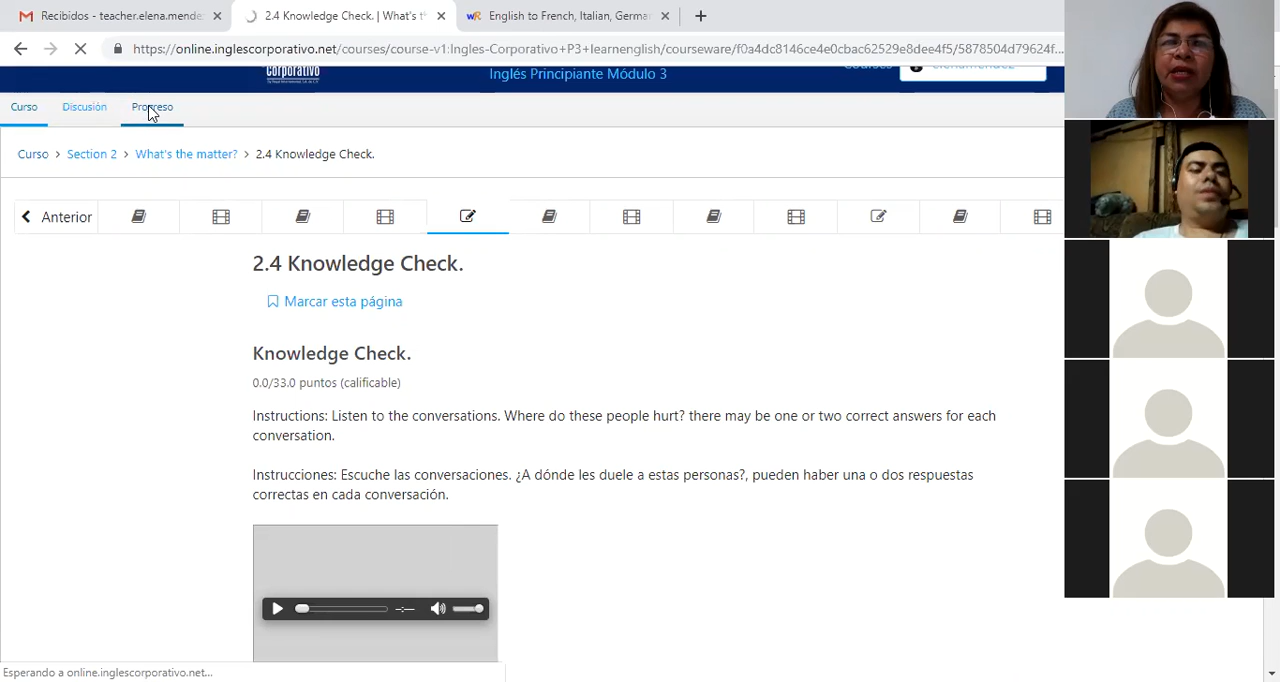 Recibidos - teacher.elena.mende
2.4 Knowledge Check. | What's t
English to French, Italian, Germa
https://online.inglescorporativo.net/courses/course-v1:Ingles-Corporativo+P3+learnenglish/courseware/f0a4dc8146ce4e0cbac62529e8dee4f5/5878504d79624f...
corporativo
Inglés Principiante Módulo 3
Courses
elenamendez
Curso
Discusión
Progreso
Curso > Section 2 > What's the matter? > 2.4 Knowledge Check.
Anterior
2.4 Knowledge Check.
Marcar esta página
Knowledge Check.
0.0/33.0 puntos (calificable)
Instructions: Listen to the conversations. Where do these people hurt? there may be one or two correct answers for each
conversation.
Instrucciones: Escuche las conversaciones. ¿A dónde les duele a estas personas?, pueden haber una o dos respuestas
correctas en cada conversación.
-:--
Esperando a online.inglescorporativo.net...